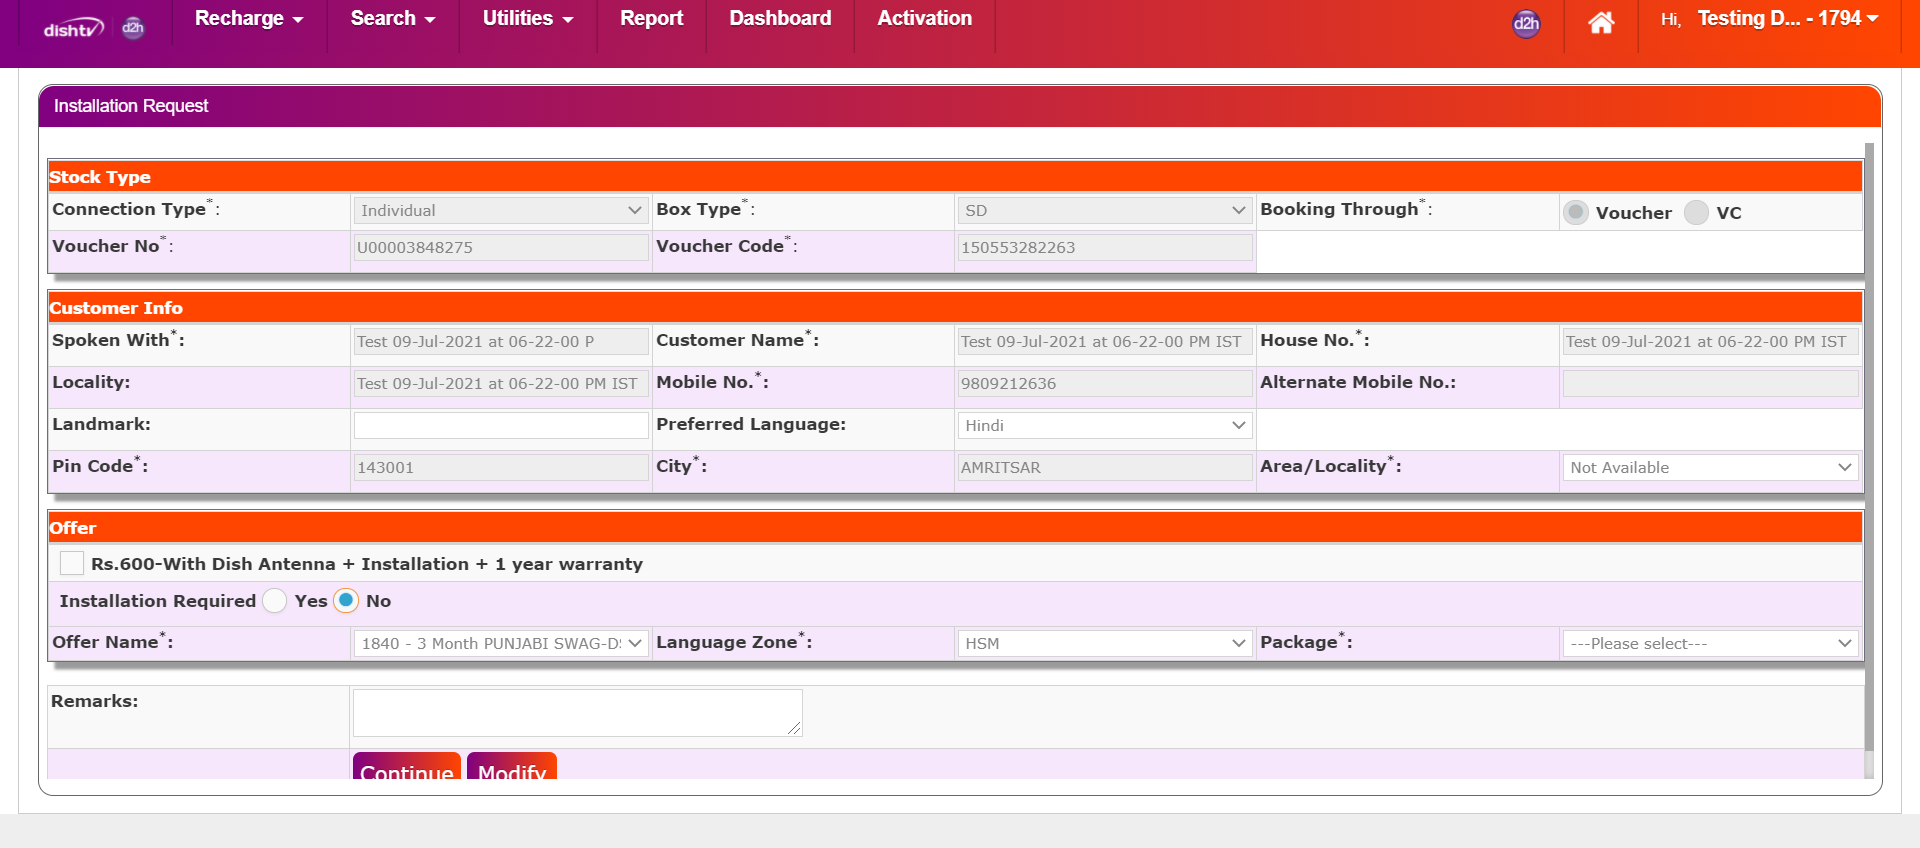 dishtv d2h Recharge Search Utilities Report Dashboard Activation d2h Hi, Testing D... - 1794
Installation Request
Stock Type
Connection Type*: Individual Box Type*: SD Booking Through*: Voucher VC
Voucher No*: U00003848275 Voucher Code*: 150553282263
Customer Info
Spoken With*: Test 09-Jul-2021 at 06-22-00 P Customer Name*: Test 09-Jul-2021 at 06-22-00 PM IST House No.*: Test 09-Jul-2021 at 06-22-00 PM IST
Locality: Test 09-Jul-2021 at 06-22-00 PM IST Mobile No.*: 9809212636 Alternate Mobile No.:
Landmark: Preferred Language: Hindi
Pin Code*: 143001 City*: AMRITSAR Area/Locality*: Not Available
Offer
Rs.600-With Dish Antenna + Installation + 1 year warranty
Installation Required Yes No
Offer Name*: 1840 - 3 Month PUNJABI SWAG-D Language Zone*: HSM Package*: ---Please select---
Remarks:
Continue Modify